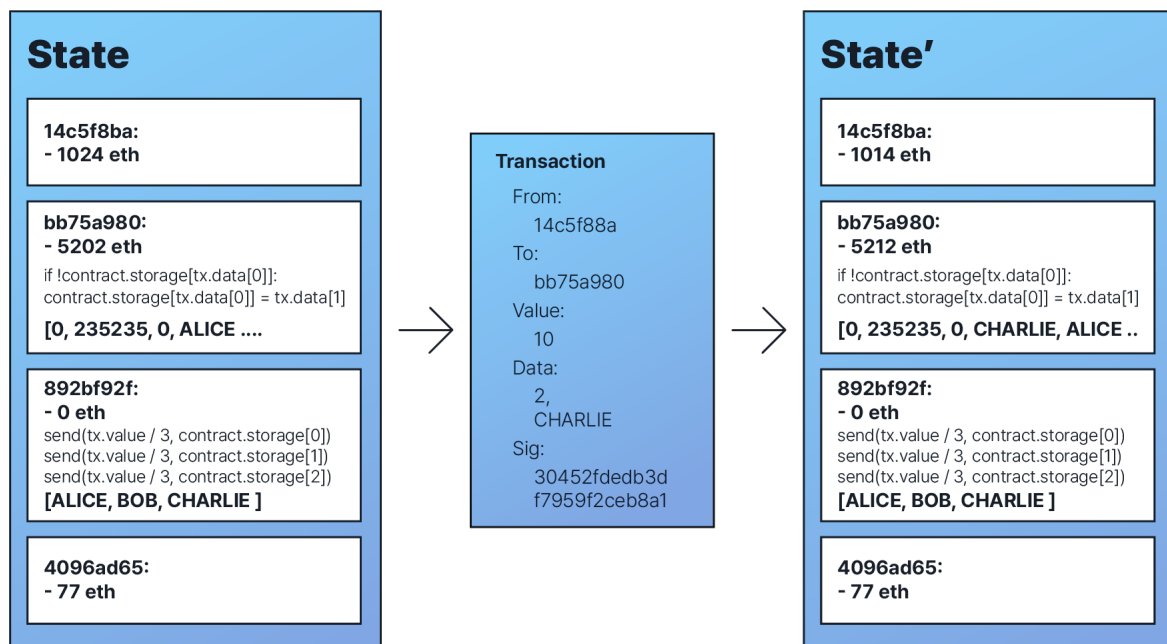 State
14c5f8ba:
- 1024 eth
bb75a980:
- 5202 eth
if !contract.storage[tx.data[0]]:
contract.storage[tx.data[0]] = tx.data[1]
[0, 235235, 0, ALICE ....
892bf92f:
- 0 eth
send(tx.value / 3, contract.storage[0])
send(tx.value / 3, contract.storage[1])
send(tx.value / 3, contract.storage[2])
[ALICE, BOB, CHARLIE ]
4096ad65:
- 77 eth
Transaction
From:
14c5f88a
To:
bb75a980
Value:
10
Data:
2,
CHARLIE
Sig:
30452fdedb3d
f7959f2ceb8a1
State’
14c5f8ba:
- 1014 eth
bb75a980:
- 5212 eth
if !contract.storage[tx.data[0]]:
contract.storage[tx.data[0]] = tx.data[1]
[0, 235235, 0, CHARLIE, ALICE ..
892bf92f:
- 0 eth
send(tx.value / 3, contract.storage[0])
send(tx.value / 3, contract.storage[1])
send(tx.value / 3, contract.storage[2])
[ALICE, BOB, CHARLIE ]
4096ad65:
- 77 eth